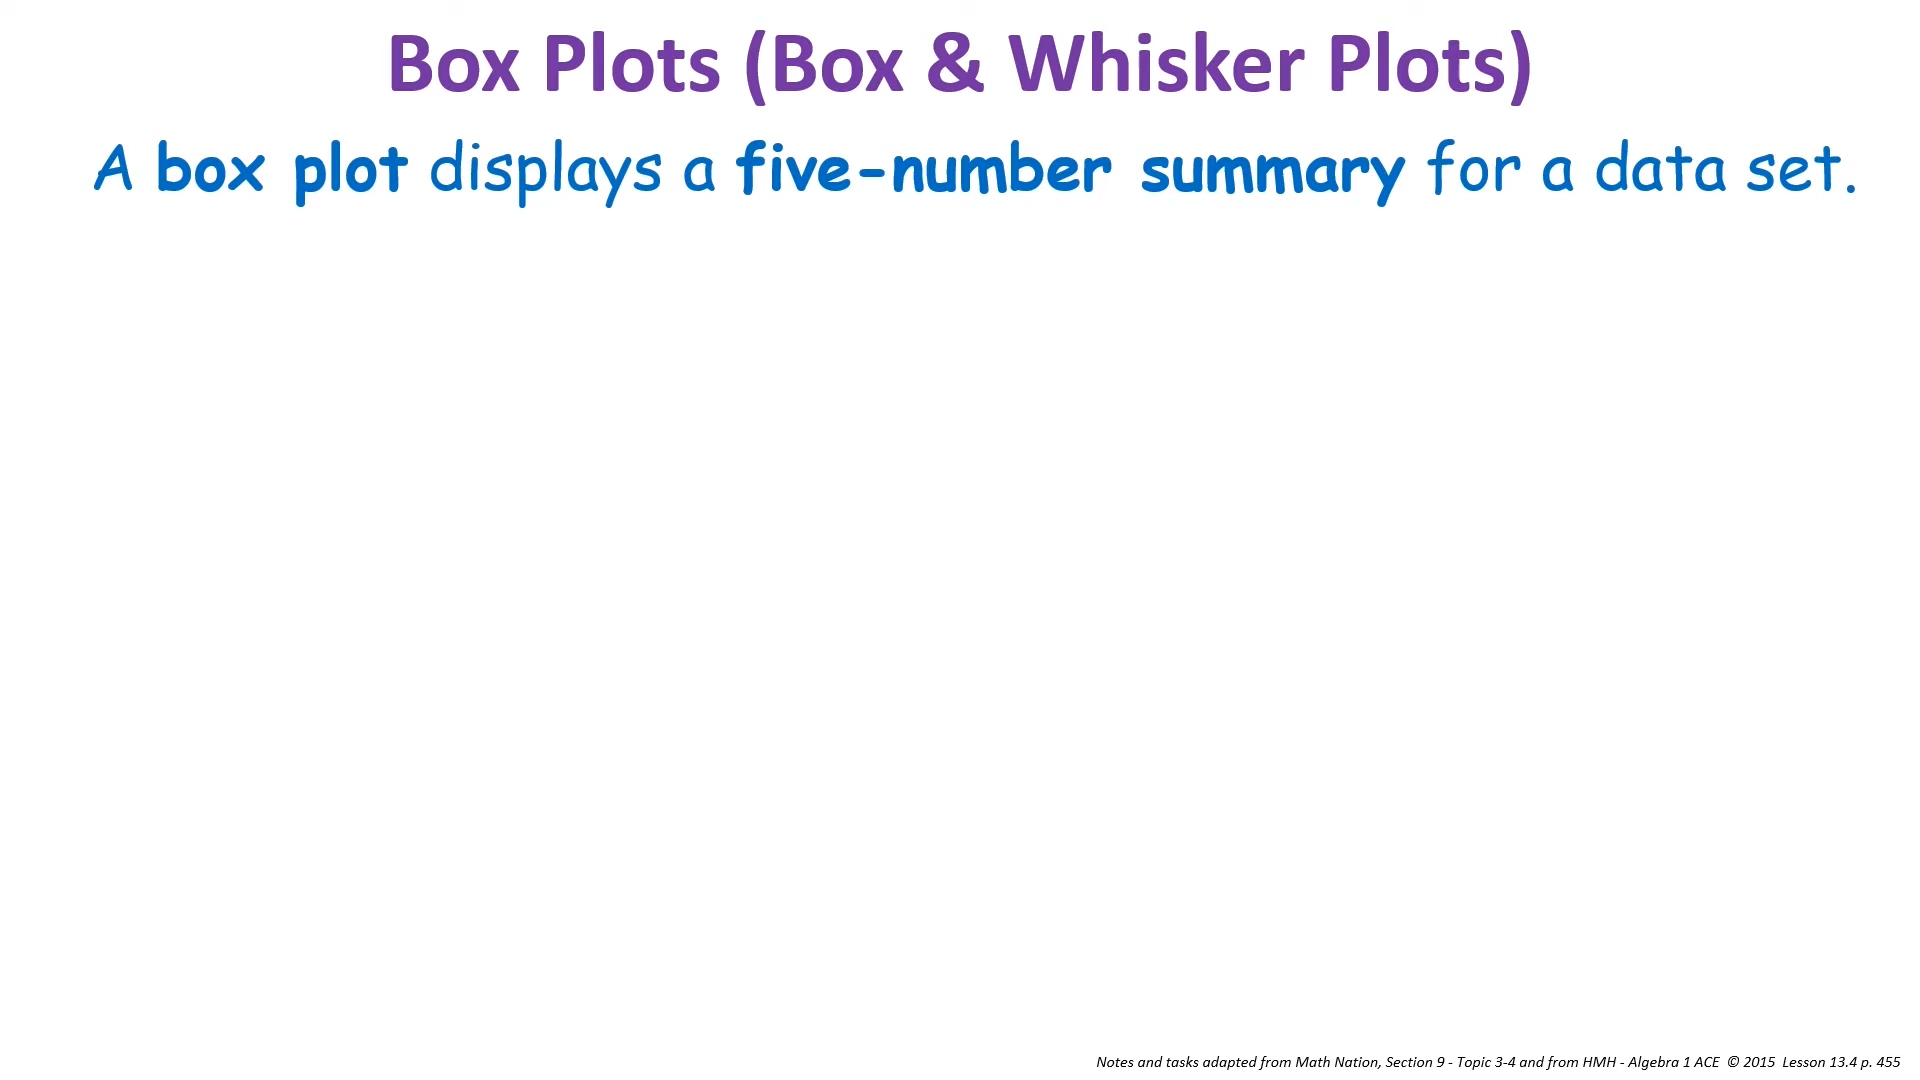 Box Plots (Box & Whisker Plots)
A box plot displays a five-number summary for a data set.
Notes and tasks adapted from Math Nation, Section 9 - Topic 3-4 and from HMH - Algebra 1 ACE © 2015 Lesson 13.4 p. 455